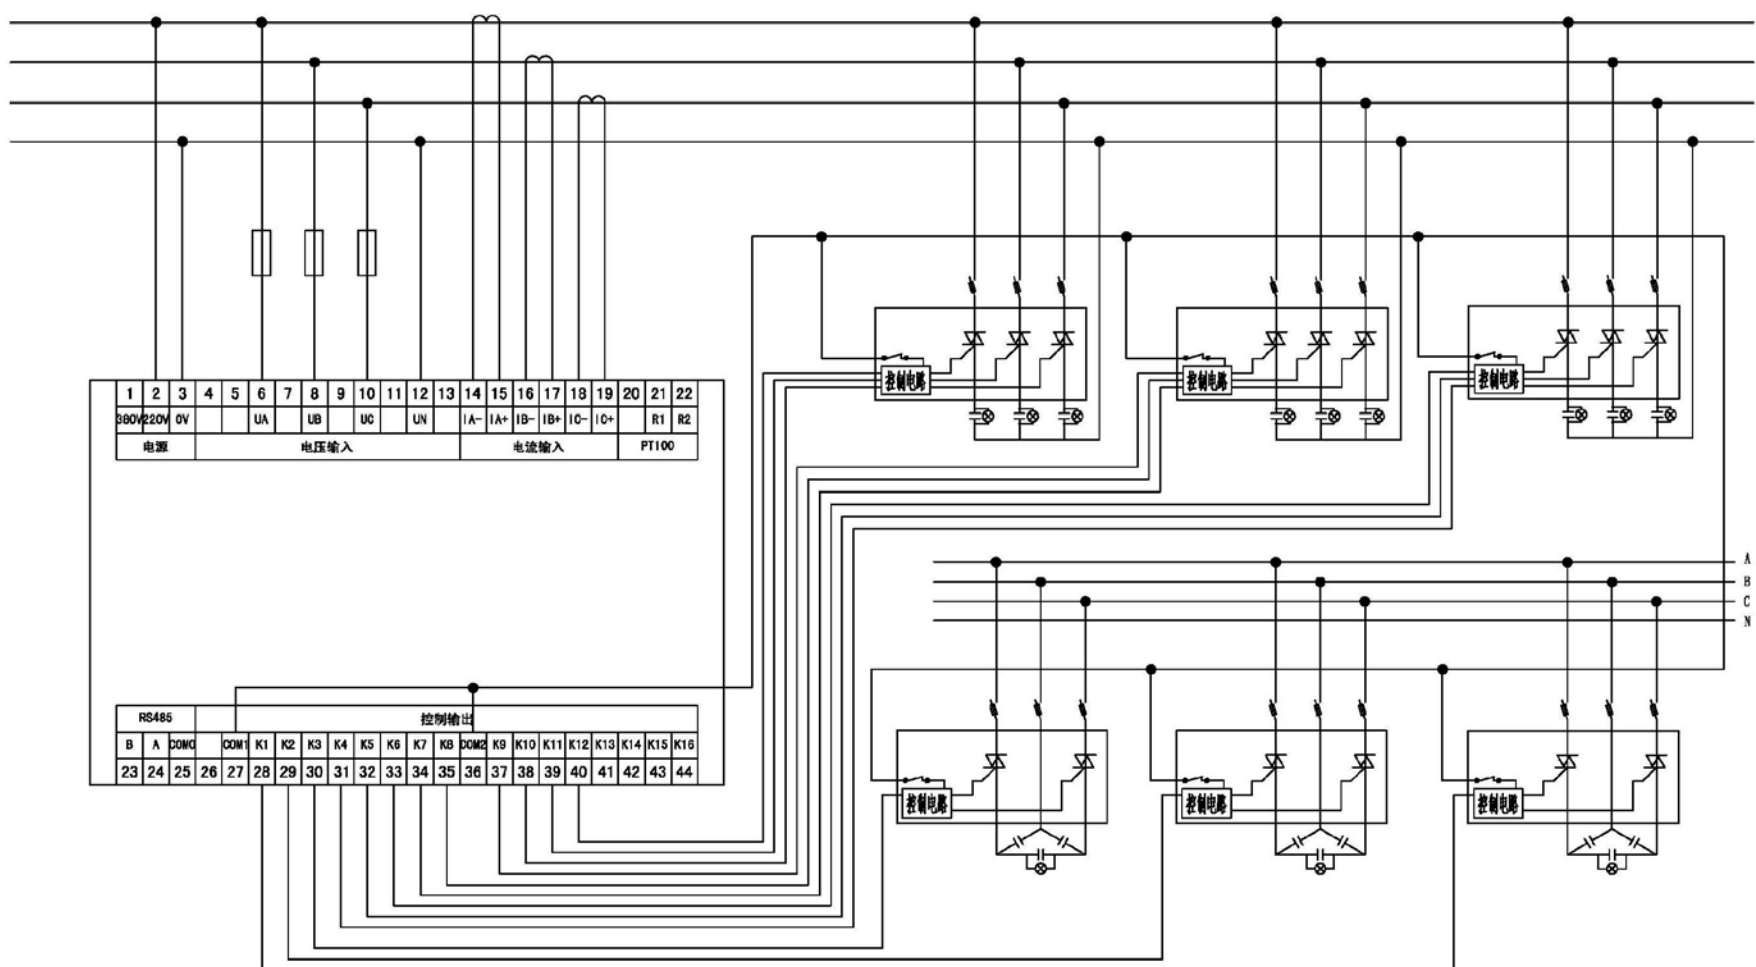 1 2 3 4 5 6 7 8 9 10 11 12 13 14 15 16 17 18 19 20 21 22
380V 220V 0V UA UB UC UN IA- IA+ IB- IB+ IC- IC+ R1 R2
电源 电压输入 电流输入 PT100
控制电路 控制电路 控制电路
A
B
C
N
RS485 控制输出
B A COM0 COM1 K1 K2 K3 K4 K5 K6 K7 K8 COM2 K9 K10 K11 K12 K13 K14 K15 K16
23 24 25 26 27 28 29 30 31 32 33 34 35 36 37 38 39 40 41 42 43 44
控制电路 控制电路 控制电路